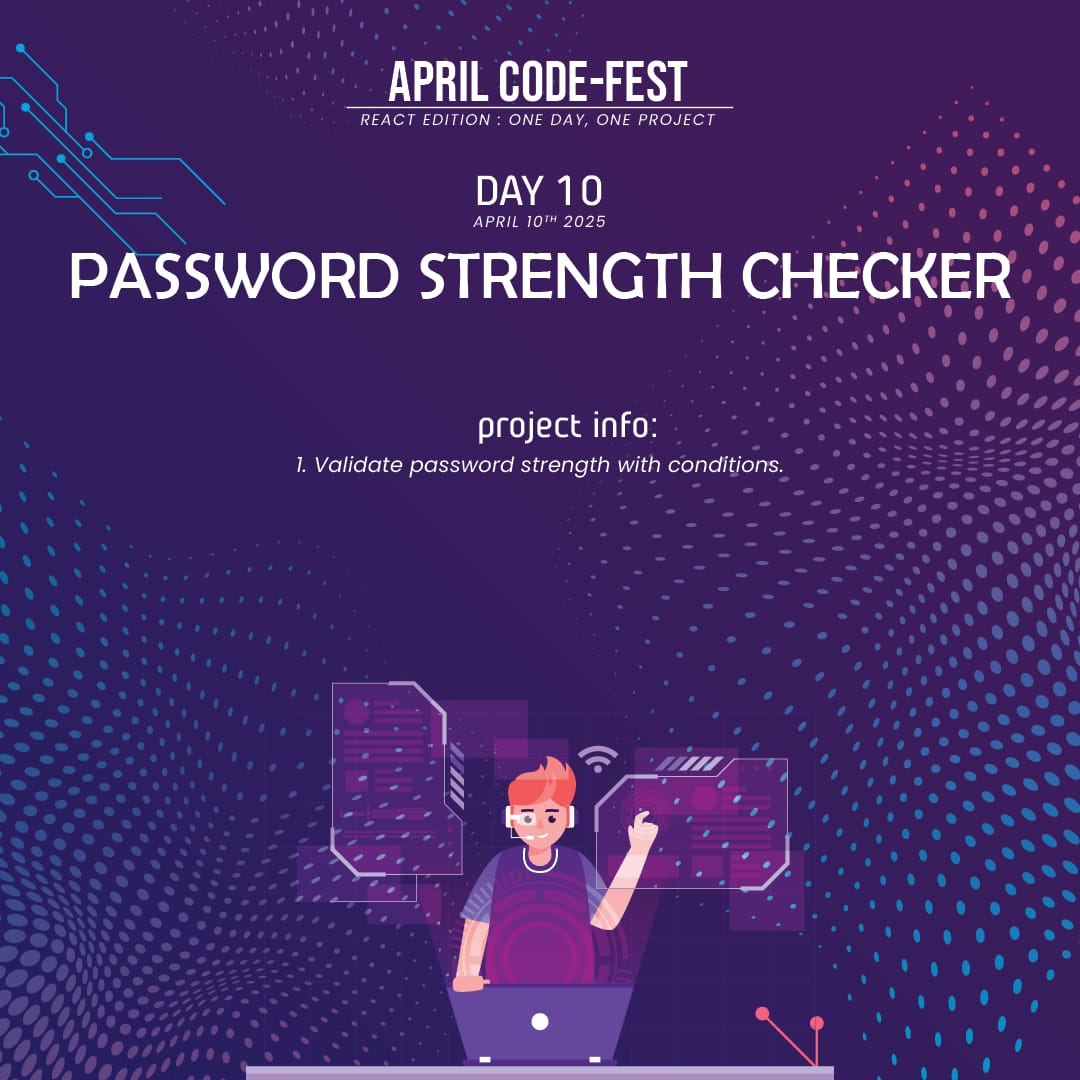 APRIL CODE-FEST
REACT EDITION : ONE DAY, ONE PROJECT
DAY 10
APRIL 10TH 2025
PASSWORD STRENGTH CHECKER
project info:
1. Validate password strength with conditions.